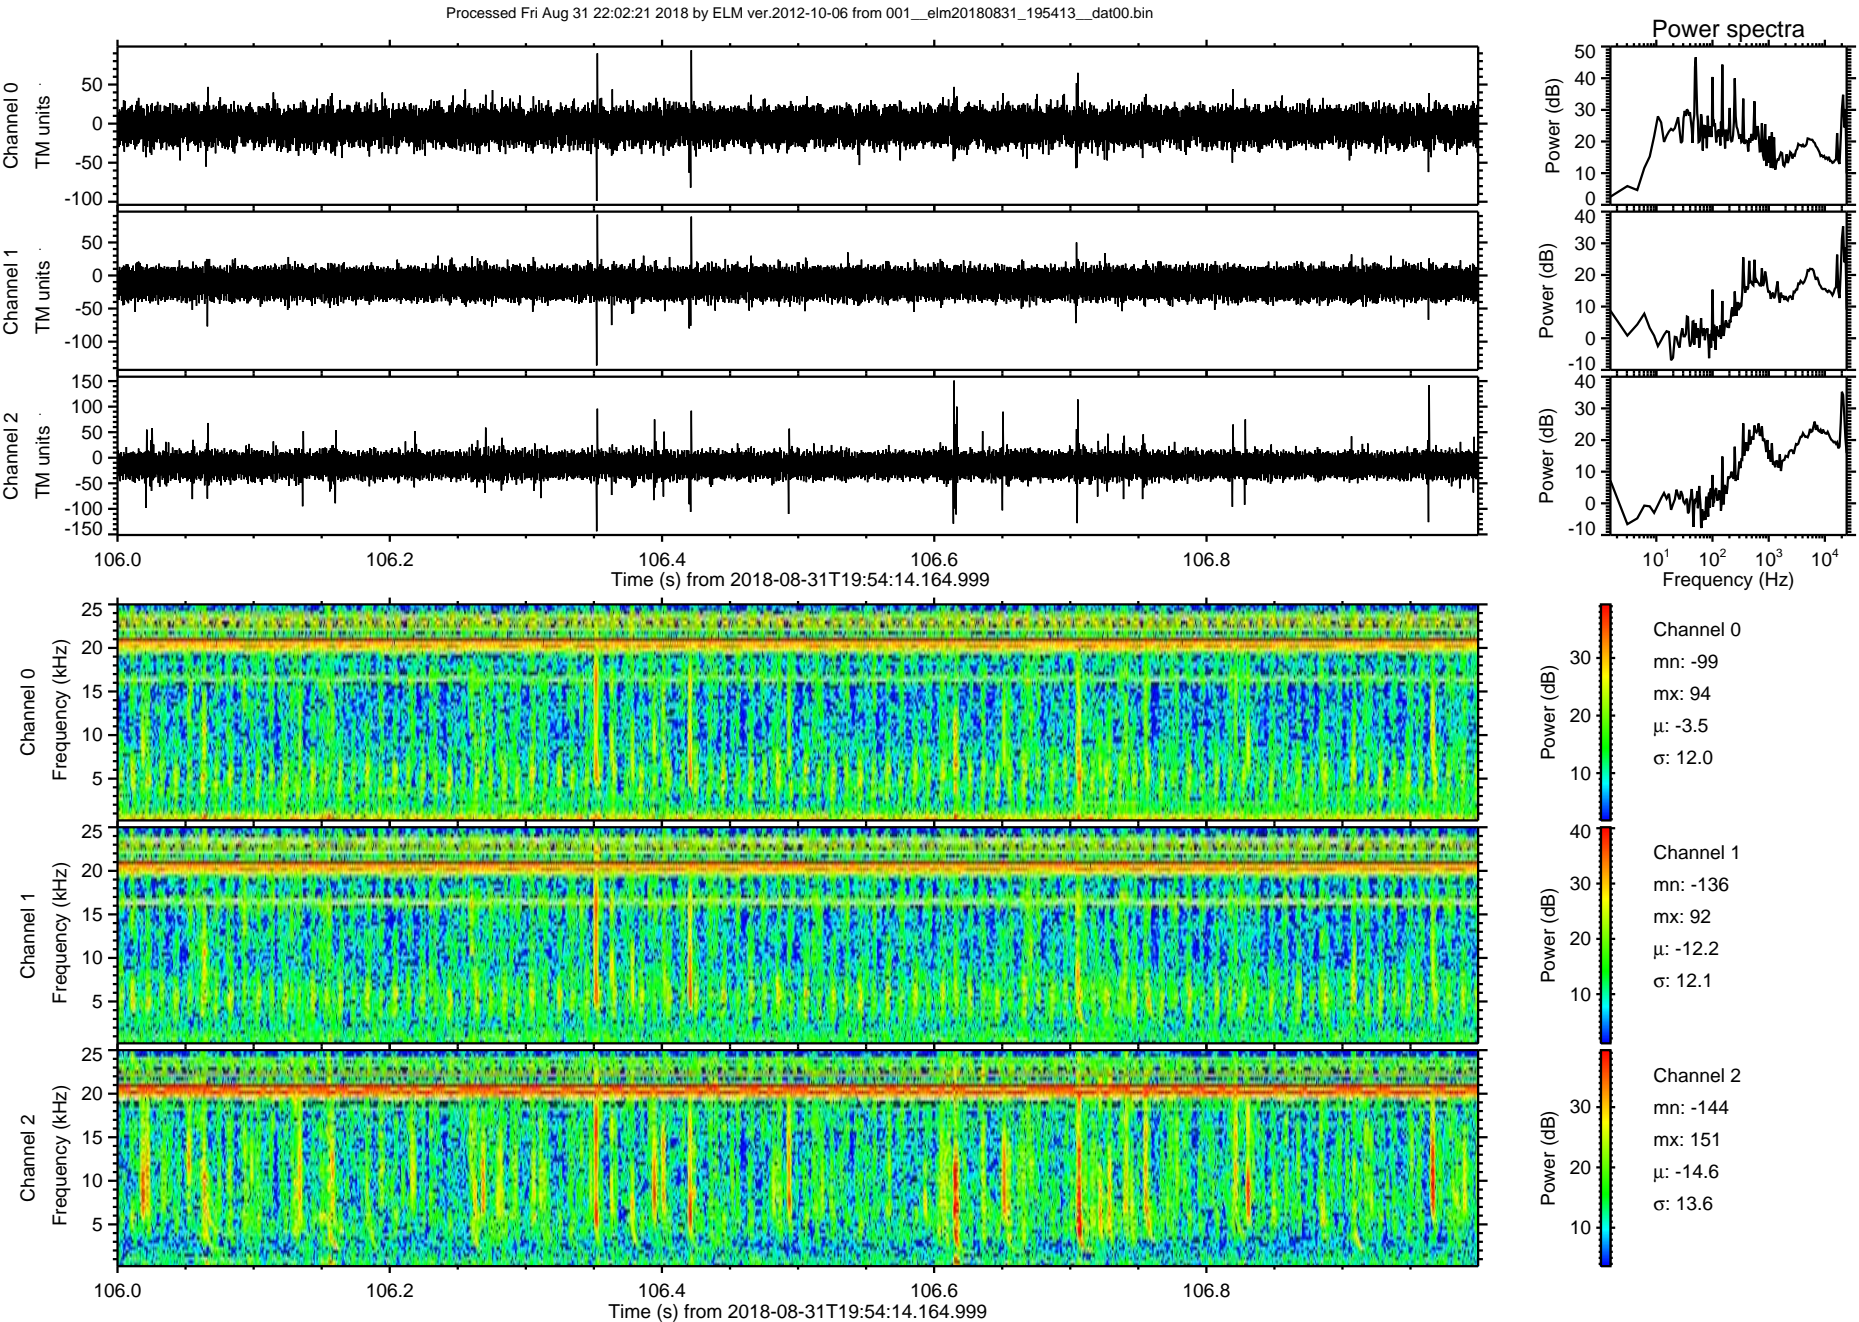 Processed Fri Aug 31 22:02:21 2018 by ELM ver.2012-10-06 from 001__elm20180831_195413__dat00.bin
Power spectra
Channel 0
TM units
50
0
-50
-100
Power (dB)
50
40
30
20
10
0
Channel 1
TM units
50
0
-50
-100
Power (dB)
40
30
20
10
0
-10
Channel 2
TM units
150
100
50
0
-50
-100
-150
Power (dB)
40
30
20
10
0
-10
106.0 106.2 106.4 106.6 106.8
Time (s) from 2018-08-31T19:54:14.164.999
10¹ 10² 10³ 10⁴
Frequency (Hz)
Channel 0
Frequency (kHz)
25
20
15
10
5
Power (dB)
30
20
10
Channel 0
mn: -99
mx: 94
μ: -3.5
σ: 12.0
Channel 1
Frequency (kHz)
25
20
15
10
5
Power (dB)
40
30
20
10
Channel 1
mn: -136
mx: 92
μ: -12.2
σ: 12.1
Channel 2
Frequency (kHz)
25
20
15
10
5
Power (dB)
30
20
10
Channel 2
mn: -144
mx: 151
μ: -14.6
σ: 13.6
106.0 106.2 106.4 106.6 106.8
Time (s) from 2018-08-31T19:54:14.164.999